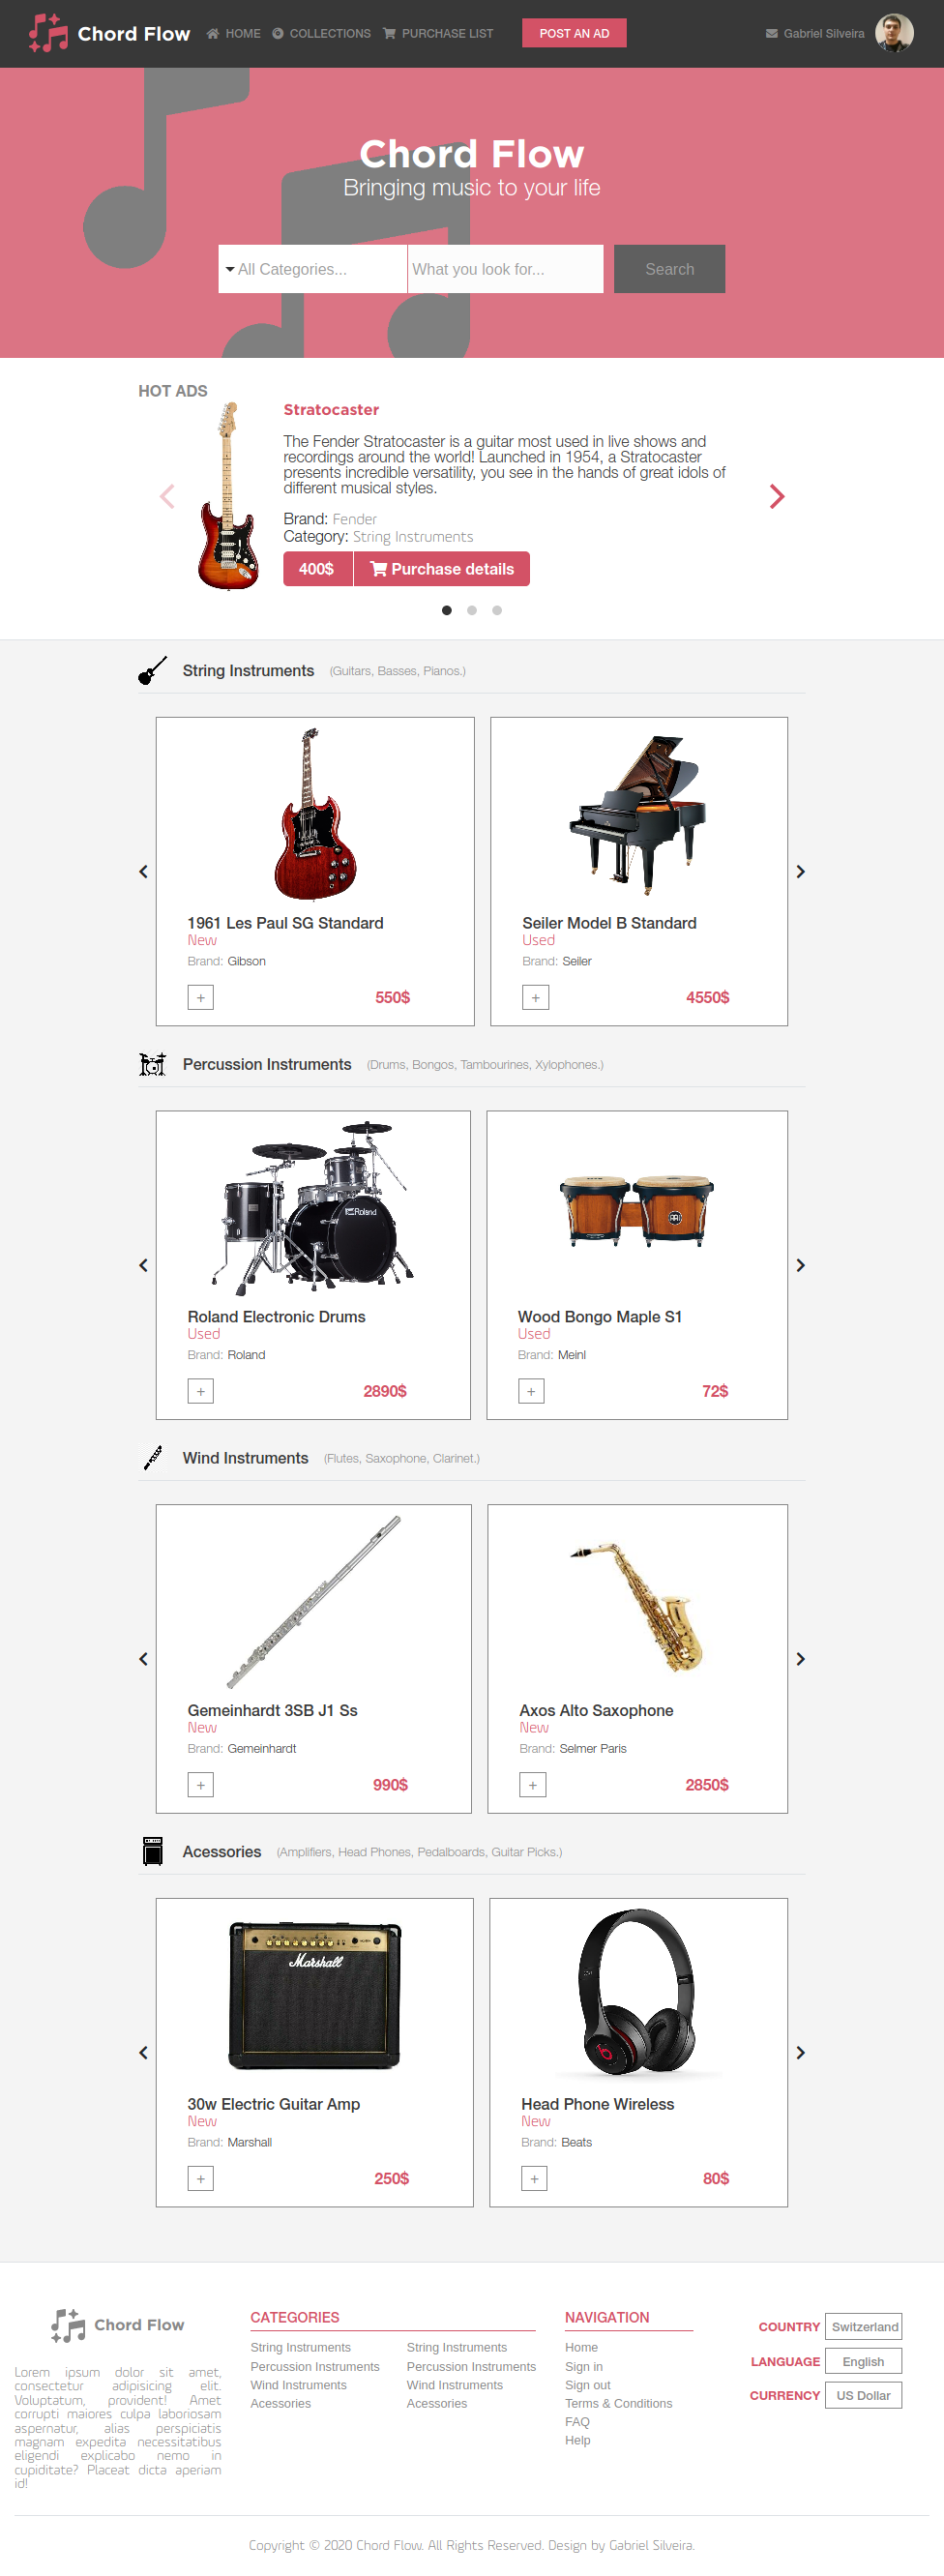 Chord Flow HOME COLLECTIONS PURCHASE LIST POST AN AD Gabriel Silveira
Chord Flow
Bringing music to your life
All Categories... What you look for... Search
HOT ADS
Stratocaster
The Fender Stratocaster is a guitar most used in live shows and
recordings around the world! Launched in 1954, a Stratocaster
presents incredible versatility, you see in the hands of great idols of
different musical styles.
Brand: Fender
Category: String Instruments
400$ Purchase details
String Instruments (Guitars, Basses, Pianos.)
1961 Les Paul SG Standard
New
Brand: Gibson
+ 550$
Seiler Model B Standard
Used
Brand: Seiler
+ 4550$
Percussion Instruments (Drums, Bongos, Tambourines, Xylophones.)
Roland
Roland Electronic Drums
Used
Brand: Roland
+ 2890$
Wood Bongo Maple S1
Used
Brand: Meinl
+ 72$
Wind Instruments (Flutes, Saxophone, Clarinet.)
Gemeinhardt 3SB J1 Ss
New
Brand: Gemeinhardt
+ 990$
Axos Alto Saxophone
New
Brand: Selmer Paris
+ 2850$
Acessories (Amplifiers, Head Phones, Pedalboards, Guitar Picks.)
Marshall
30w Electric Guitar Amp
New
Brand: Marshall
+ 250$
Head Phone Wireless
New
Brand: Beats
+ 80$
Chord Flow
Lorem ipsum dolor sit amet,
consectetur adipisicing elit.
Voluptatum, provident! Amet
corrupti maiores culpa laboriosam
aspernatur, alias perspiciatis
magnam expedita necessitatibus
eligendi explicabo nemo in
cupiditate? Placeat dicta aperiam
id!
CATEGORIES
String Instruments
Percussion Instruments
Wind Instruments
Acessories
String Instruments
Percussion Instruments
Wind Instruments
Acessories
NAVIGATION
Home
Sign in
Sign out
Terms & Conditions
FAQ
Help
COUNTRY Switzerland
LANGUAGE English
CURRENCY US Dollar
Copyright © 2020 Chord Flow. All Rights Reserved. Design by Gabriel Silveira.